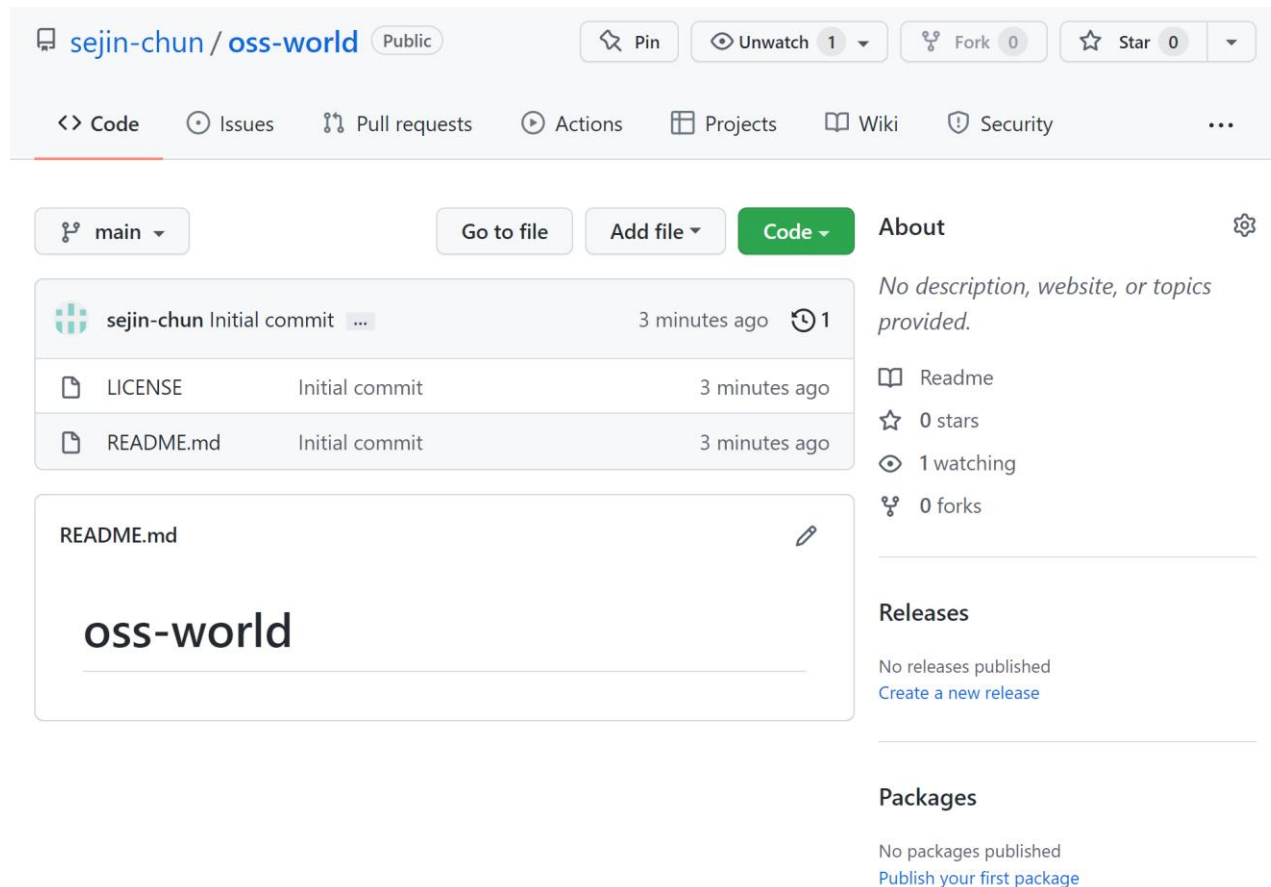 sejin-chun / oss-world Public
Pin
Unwatch 1
Fork 0
Star 0
<> Code
Issues
Pull requests
Actions
Projects
Wiki
Security
...
main
Go to file
Add file
Code
sejin-chun Initial commit ...
3 minutes ago
1
LICENSE Initial commit 3 minutes ago
README.md Initial commit 3 minutes ago
README.md
oss-world
About
No description, website, or topics
provided.
Readme
0 stars
1 watching
0 forks
Releases
No releases published
Create a new release
Packages
No packages published
Publish your first package